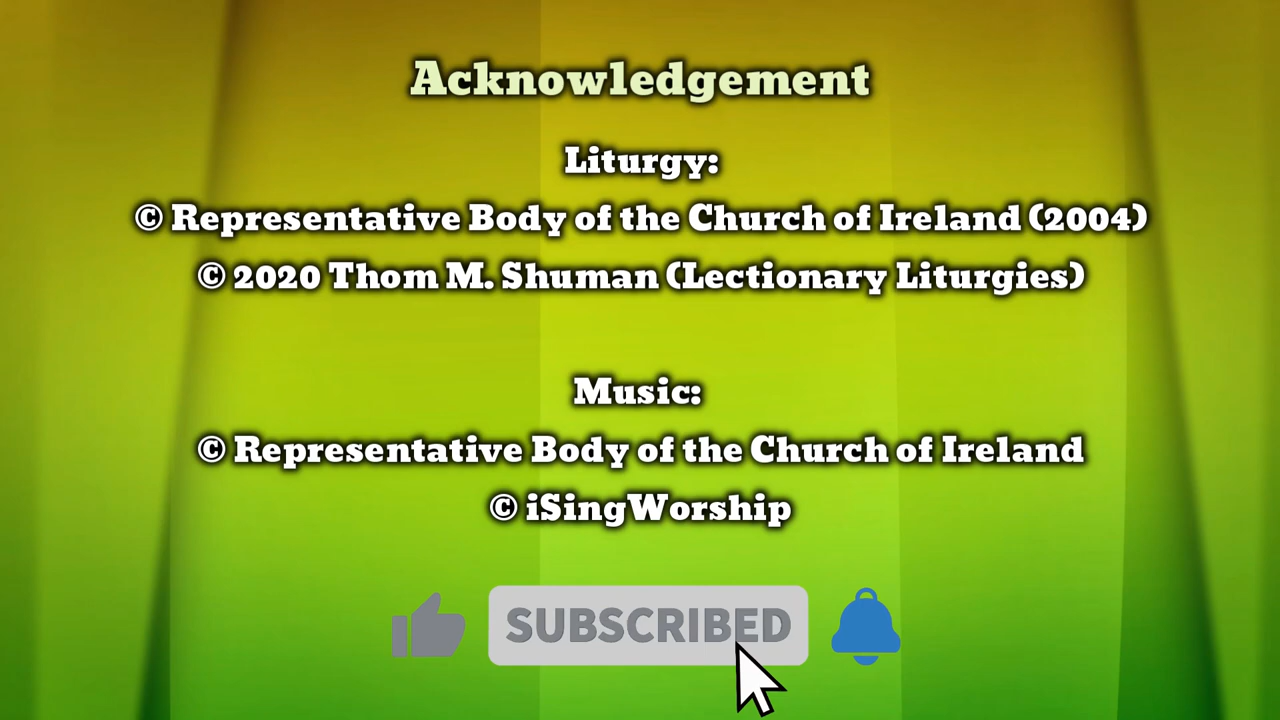 Acknowledgement
Liturgy:
© Representative Body of the Church of Ireland (2004)
© 2020 Thom M. Shuman (Lectionary Liturgies)
Music:
© Representative Body of the Church of Ireland
© iSingWorship
SUBSCRIBED